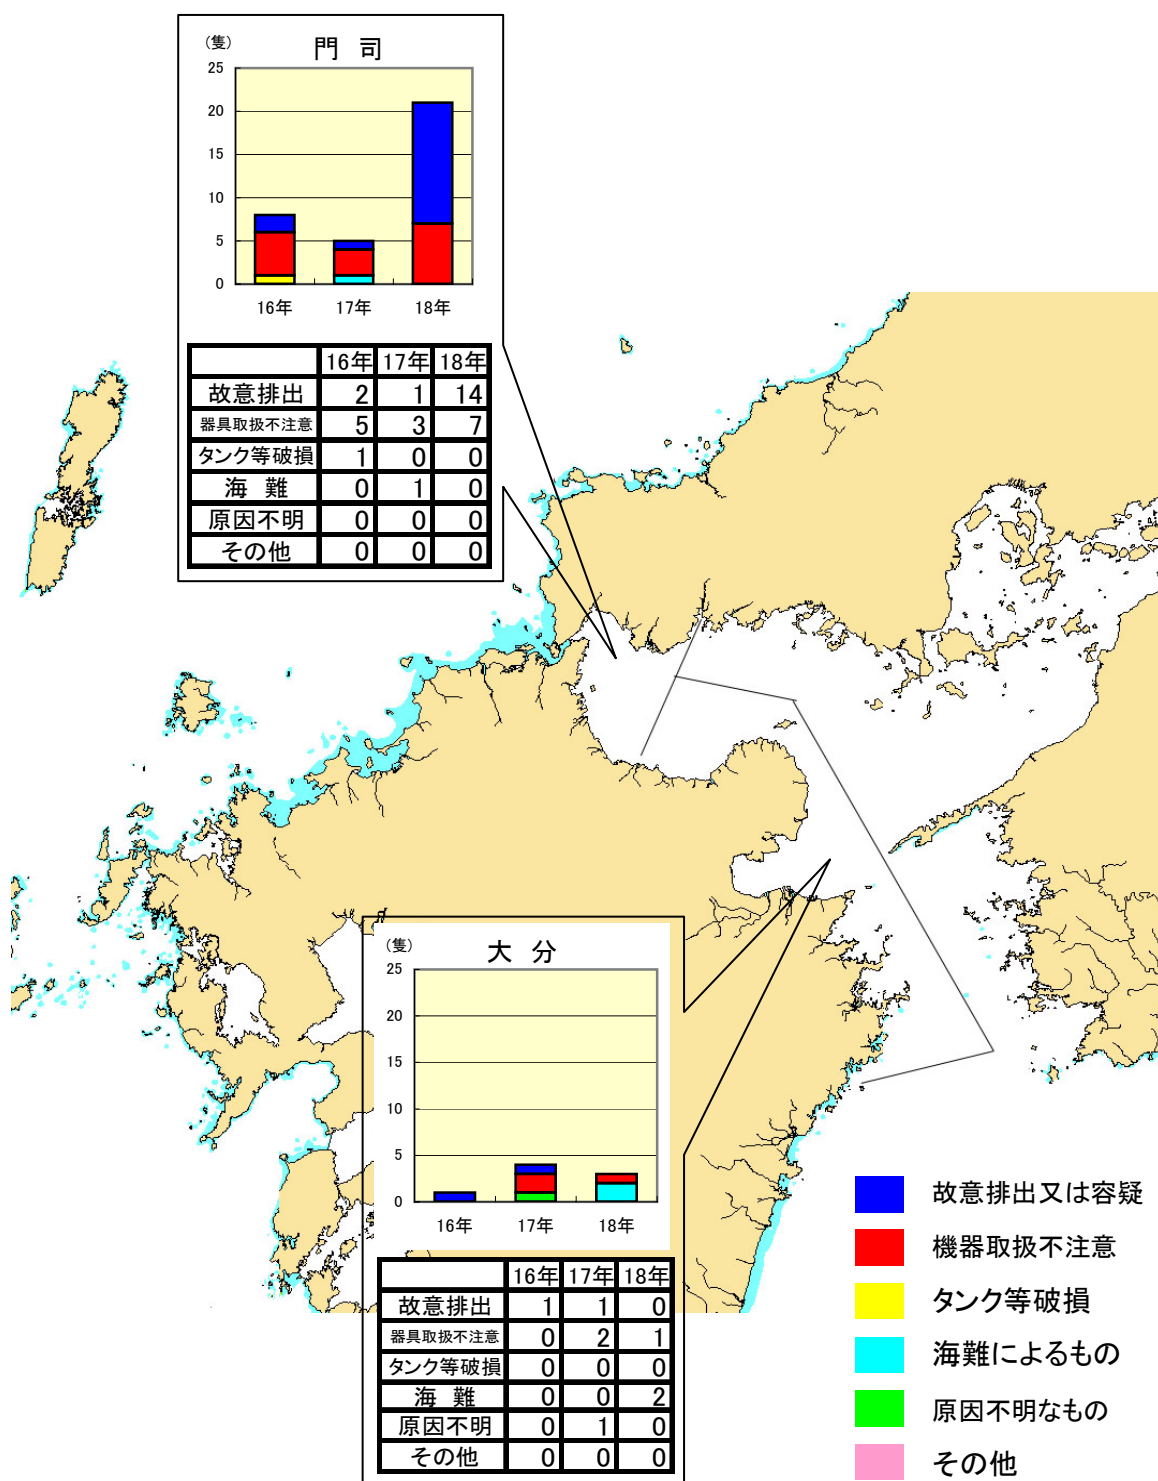 (隻)
門 司
25
20
15
10
5
0
16年 17年 18年
16年 17年 18年
故意排出 2 1 14
器具取扱不注意 5 3 7
タンク等破損 1 0 0
海 難 0 1 0
原因不明 0 0 0
その他 0 0 0
(隻)
大 分
25
20
15
10
5
0
16年 17年 18年
16年 17年 18年
故意排出 1 1 0
器具取扱不注意 0 2 1
タンク等破損 0 0 0
海 難 0 0 2
原因不明 0 1 0
その他 0 0 0
故意排出又は容疑
機器取扱不注意
タンク等破損
海難によるもの
原因不明なもの
その他